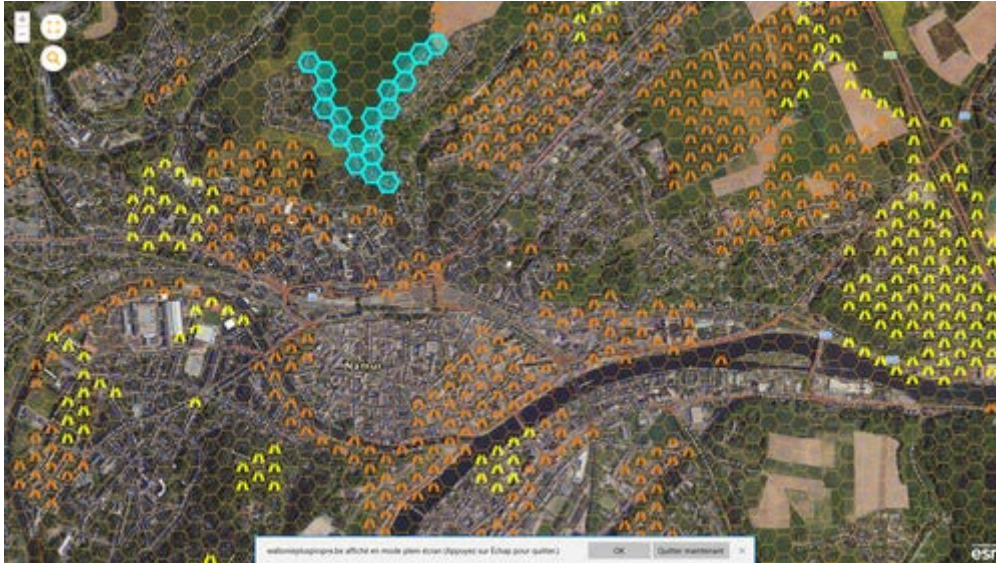 Namur
walloniepluspropre.be affiché en mode plein écran (Appuyez sur Échap pour quitter.)
OK
Quitter maintenant
esri